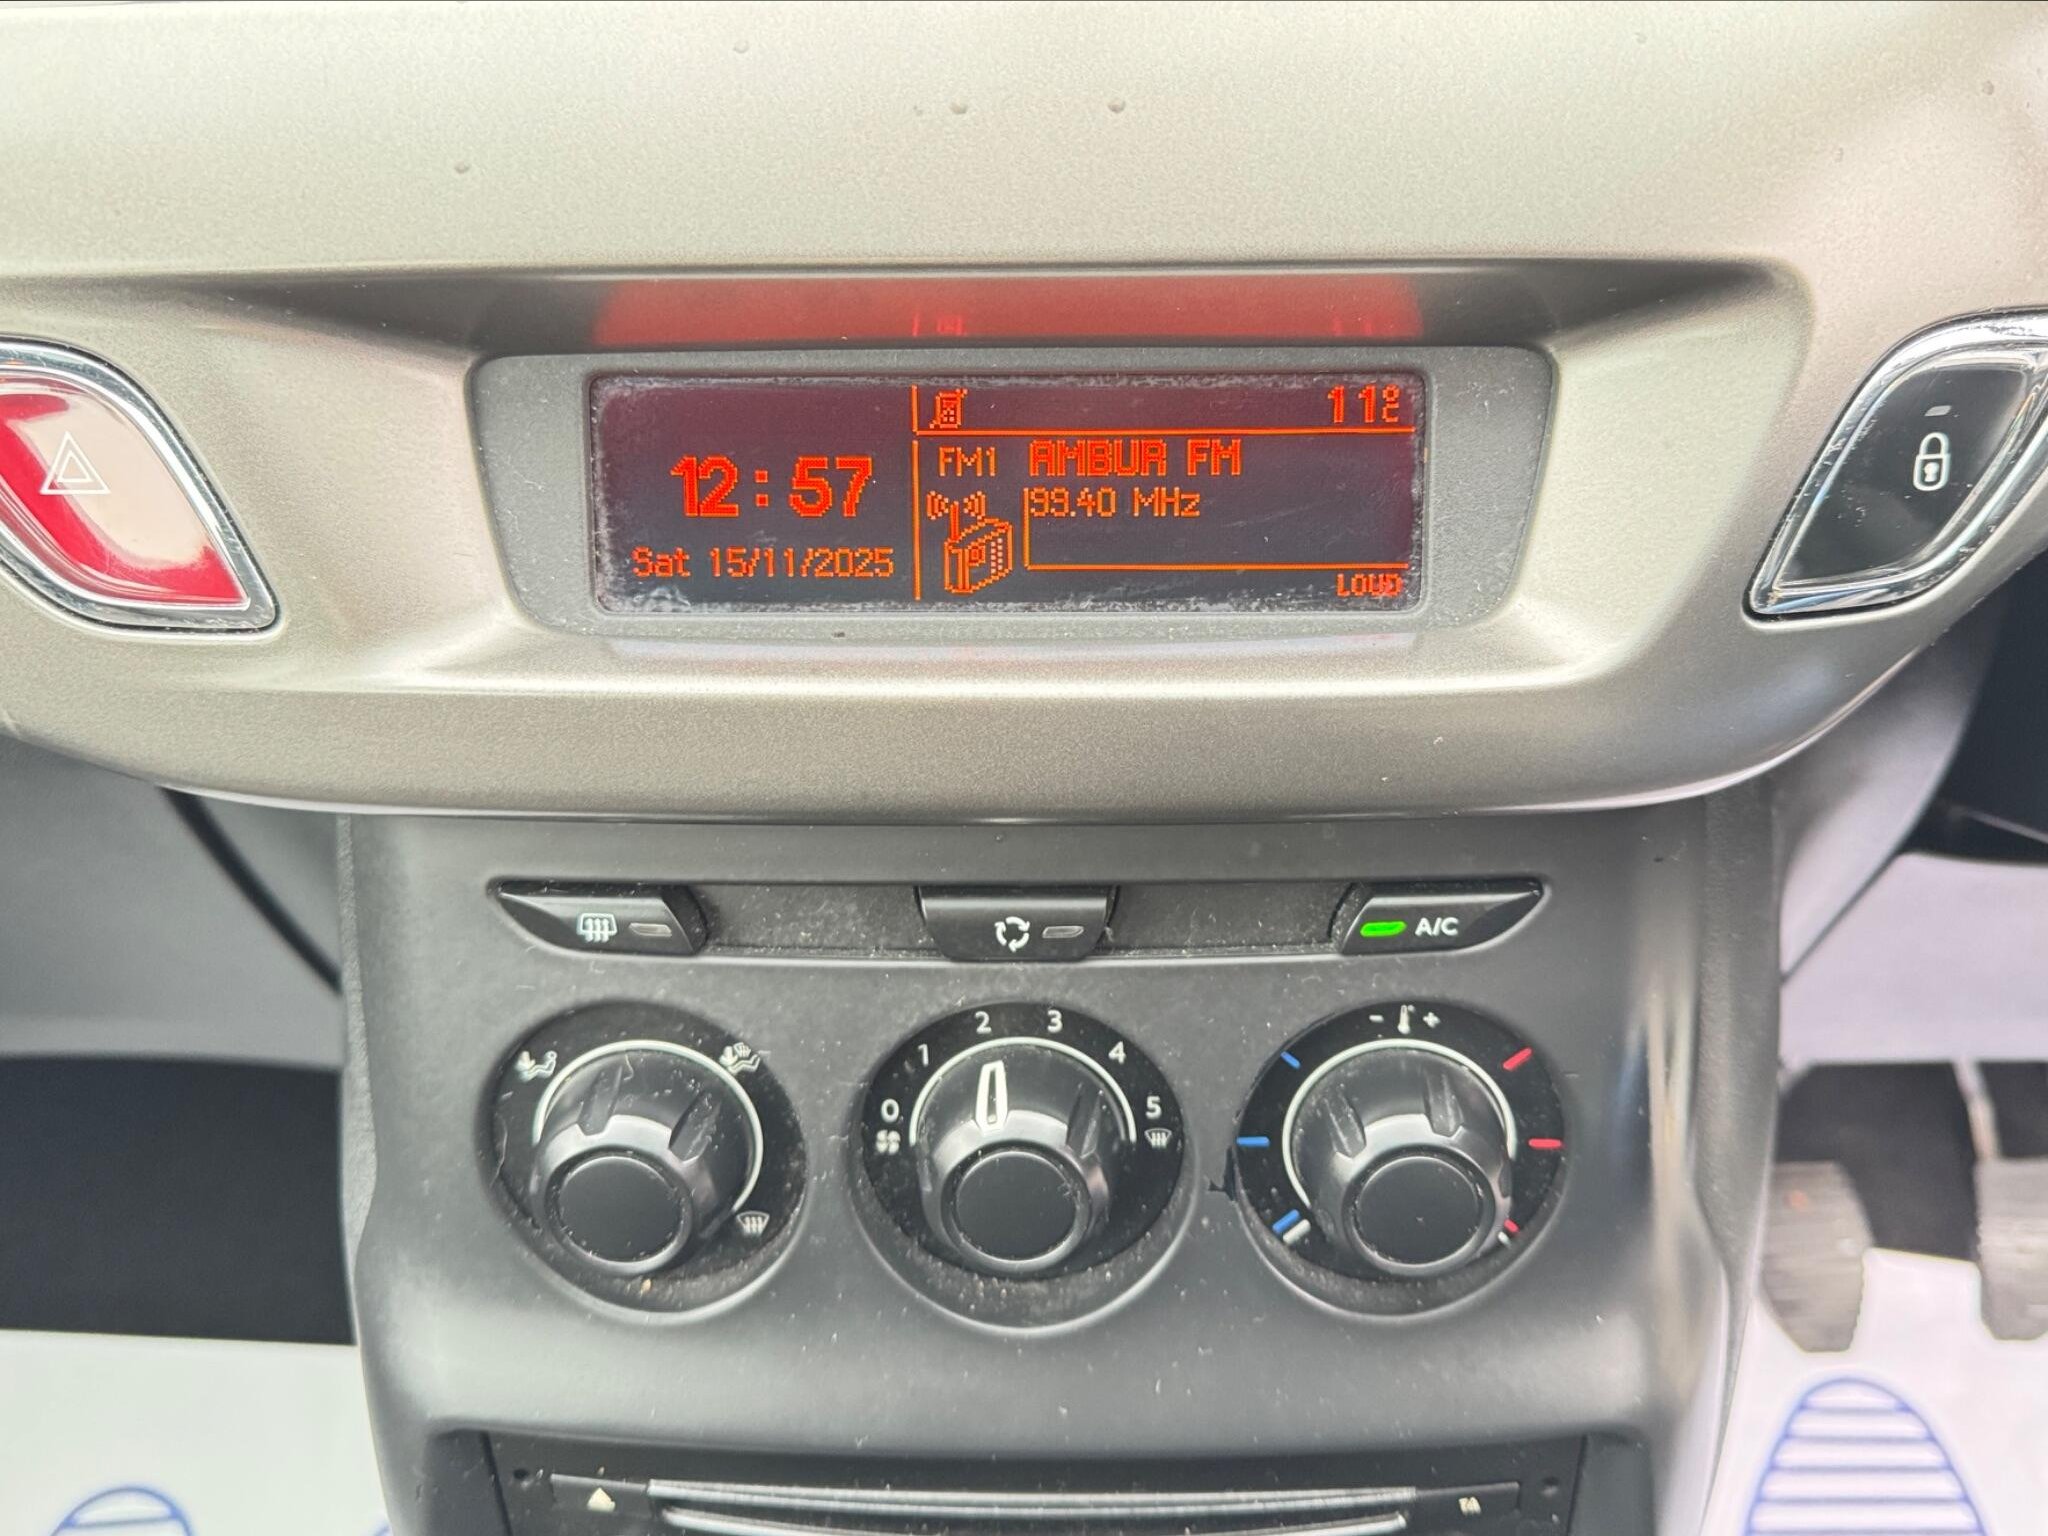 11°C
12:57
FM1 AMBUR FM
99.40 MHz
Sat 15/11/2025
LOUD
A/C
0 1 2 3 4 5
- +
TA